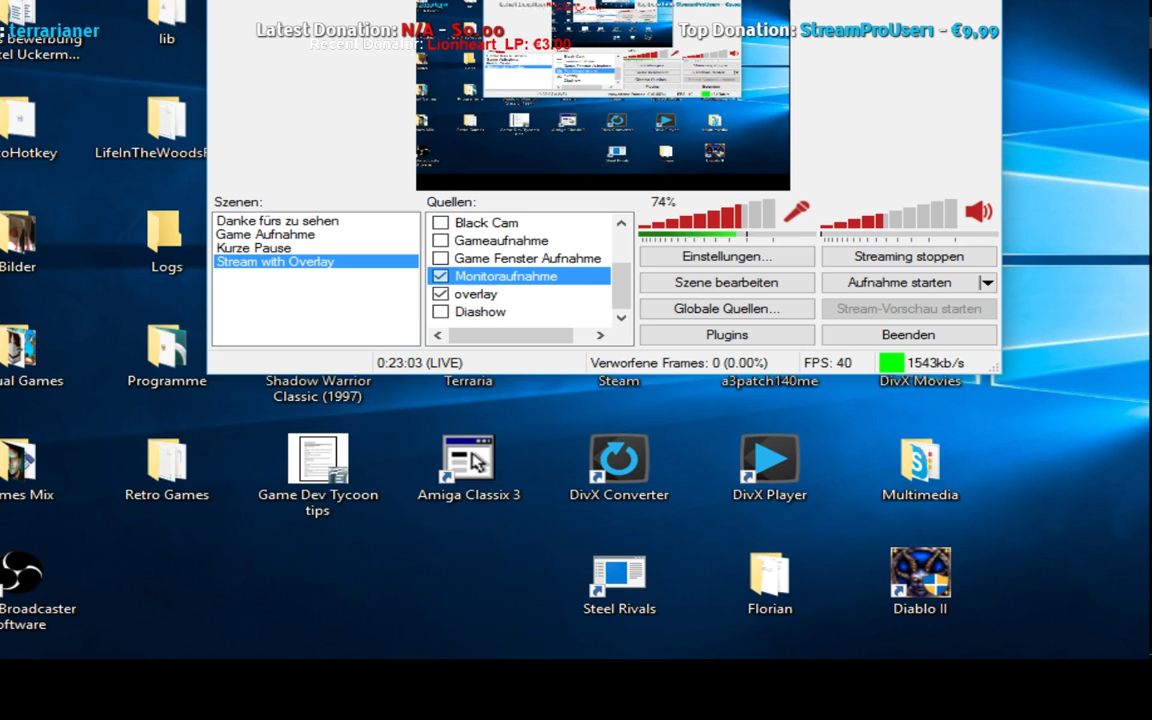 : terrarianer
Latest Donation: N/A - $0.00
Top Donation: StreamProUser1 - €9,99
Recent Donator: Lionheart_LP: €3.00
bewerbung
tel Uckerm...
lib
oHotkey
LifeInTheWoodsR
Bilder
Logs
ual Games
Programme
Szenen:
Danke fürs zu sehen
Game Aufnahme
Kurze Pause
Stream with Overlay
Quellen:
Black Cam
Gameaufnahme
Game Fenster Aufnahme
Monitoraufnahme
overlay
Diashow
74%
Einstellungen...
Streaming stoppen
Szene bearbeiten
Aufnahme starten
Globale Quellen...
Stream-Vorschau starten
Plugins
Beenden
0:23:03 (LIVE)
Verworfene Frames: 0 (0.00%)
FPS: 40
1543kb/s
Shadow Warrior
Classic (1997)
Terraria
Steam
a3patch140me
DivX Movies
mes Mix
Retro Games
Game Dev Tycoon
tips
Amiga Classix 3
DivX Converter
DivX Player
Multimedia
Broadcaster
oftware
Steel Rivals
Florian
Diablo II